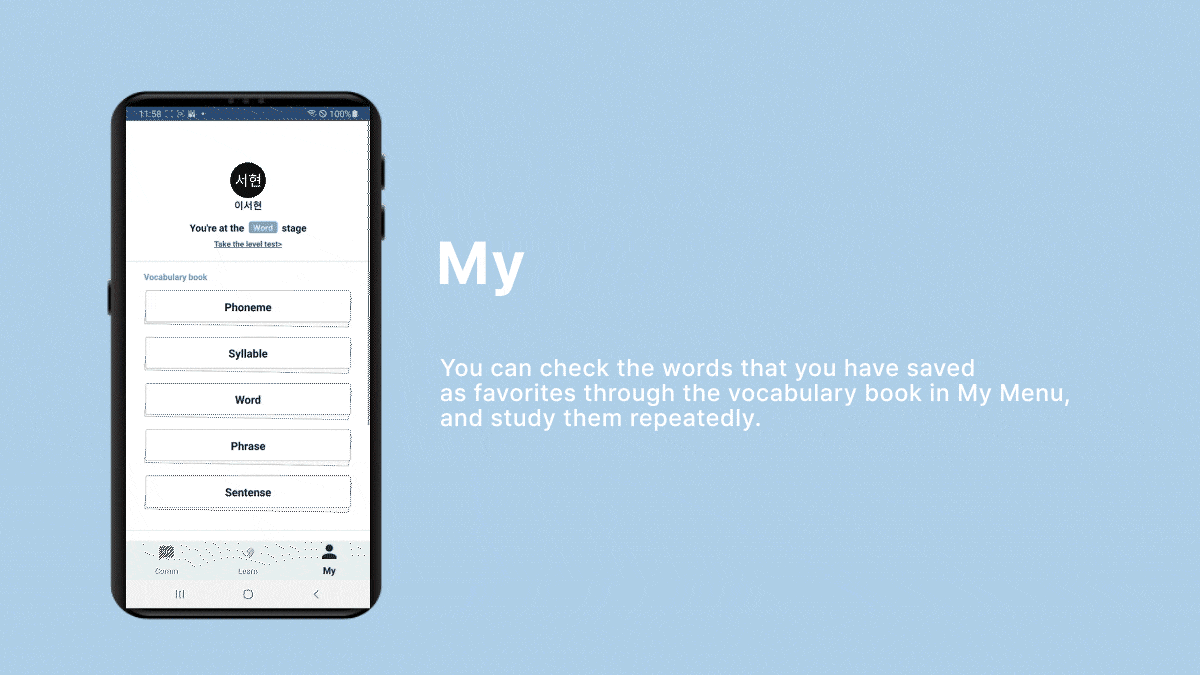 11:58
100%
서현
이서현
You're at the Word stage
Take the level test>
Vocabulary book
Phoneme
Syllable
Word
Phrase
Sentense
Comm
Learn
My
My
You can check the words that you have saved
as favorites through the vocabulary book in My Menu,
and study them repeatedly.